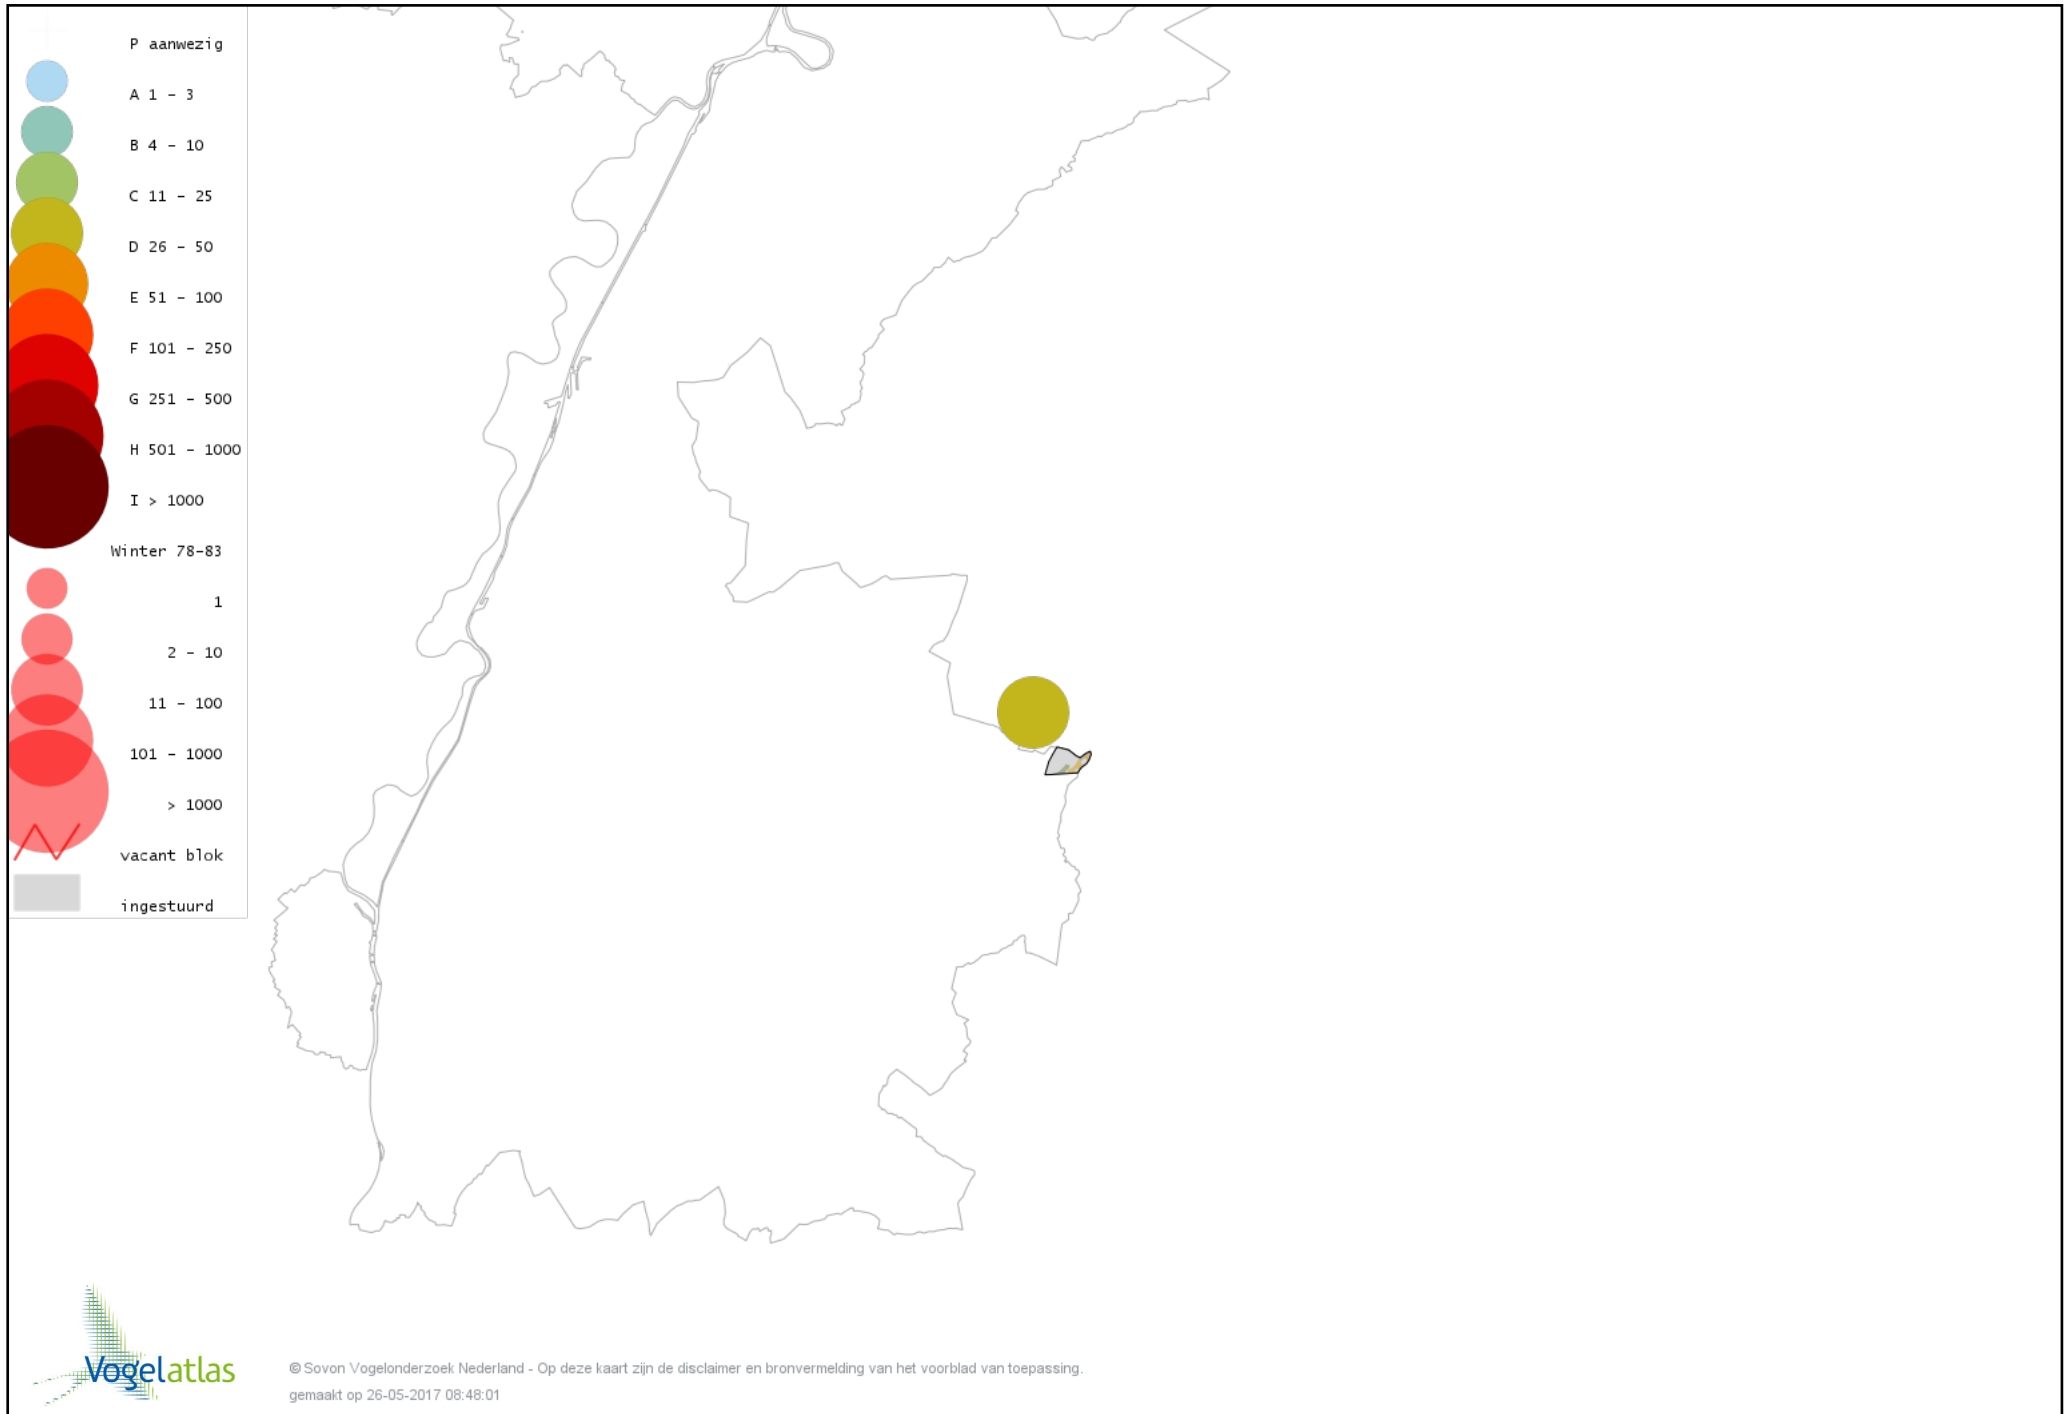 P aanwezig
A 1 - 3
B 4 - 10
C 11 - 25
D 26 - 50
E 51 - 100
F 101 - 250
G 251 - 500
H 501 - 1000
I > 1000
Winter 78-83
1
2 - 10
11 - 100
101 - 1000
> 1000
vacant blok
ingestuurd
Vogelatlas
© Sovon Vogelonderzoek Nederland - Op deze kaart zijn de disclaimer en bronvermelding van het voorblad van toepassing.
gemaakt op 26-05-2017 08:48:01